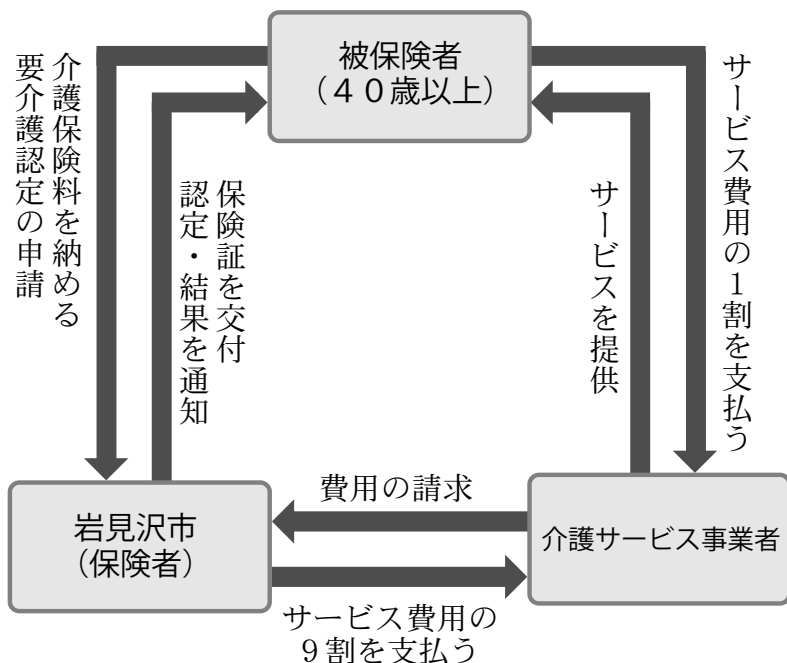 被保険者
（４０歳以上）
介護保険料を納める
要介護認定の申請
保険証を交付
認定・結果を通知
サービスを提供
サービス費用の１割を支払う
費用の請求
岩見沢市
（保険者）
介護サービス事業者
サービス費用の
９割を支払う